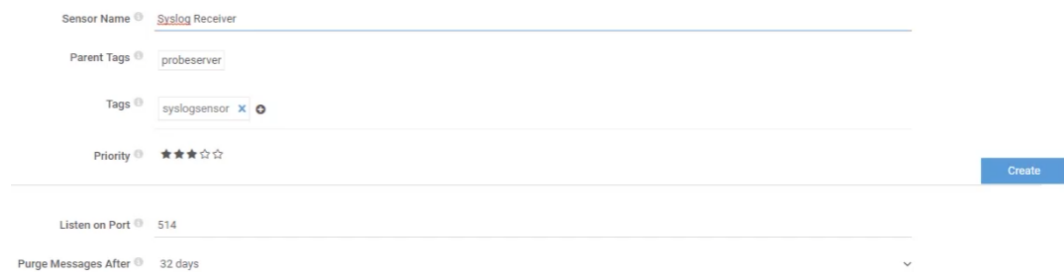 Sensor Name Syslog Receiver
Parent Tags probeserver
Tags syslogsensor
Priority
Create
Listen on Port 514
Purge Messages After 32 days